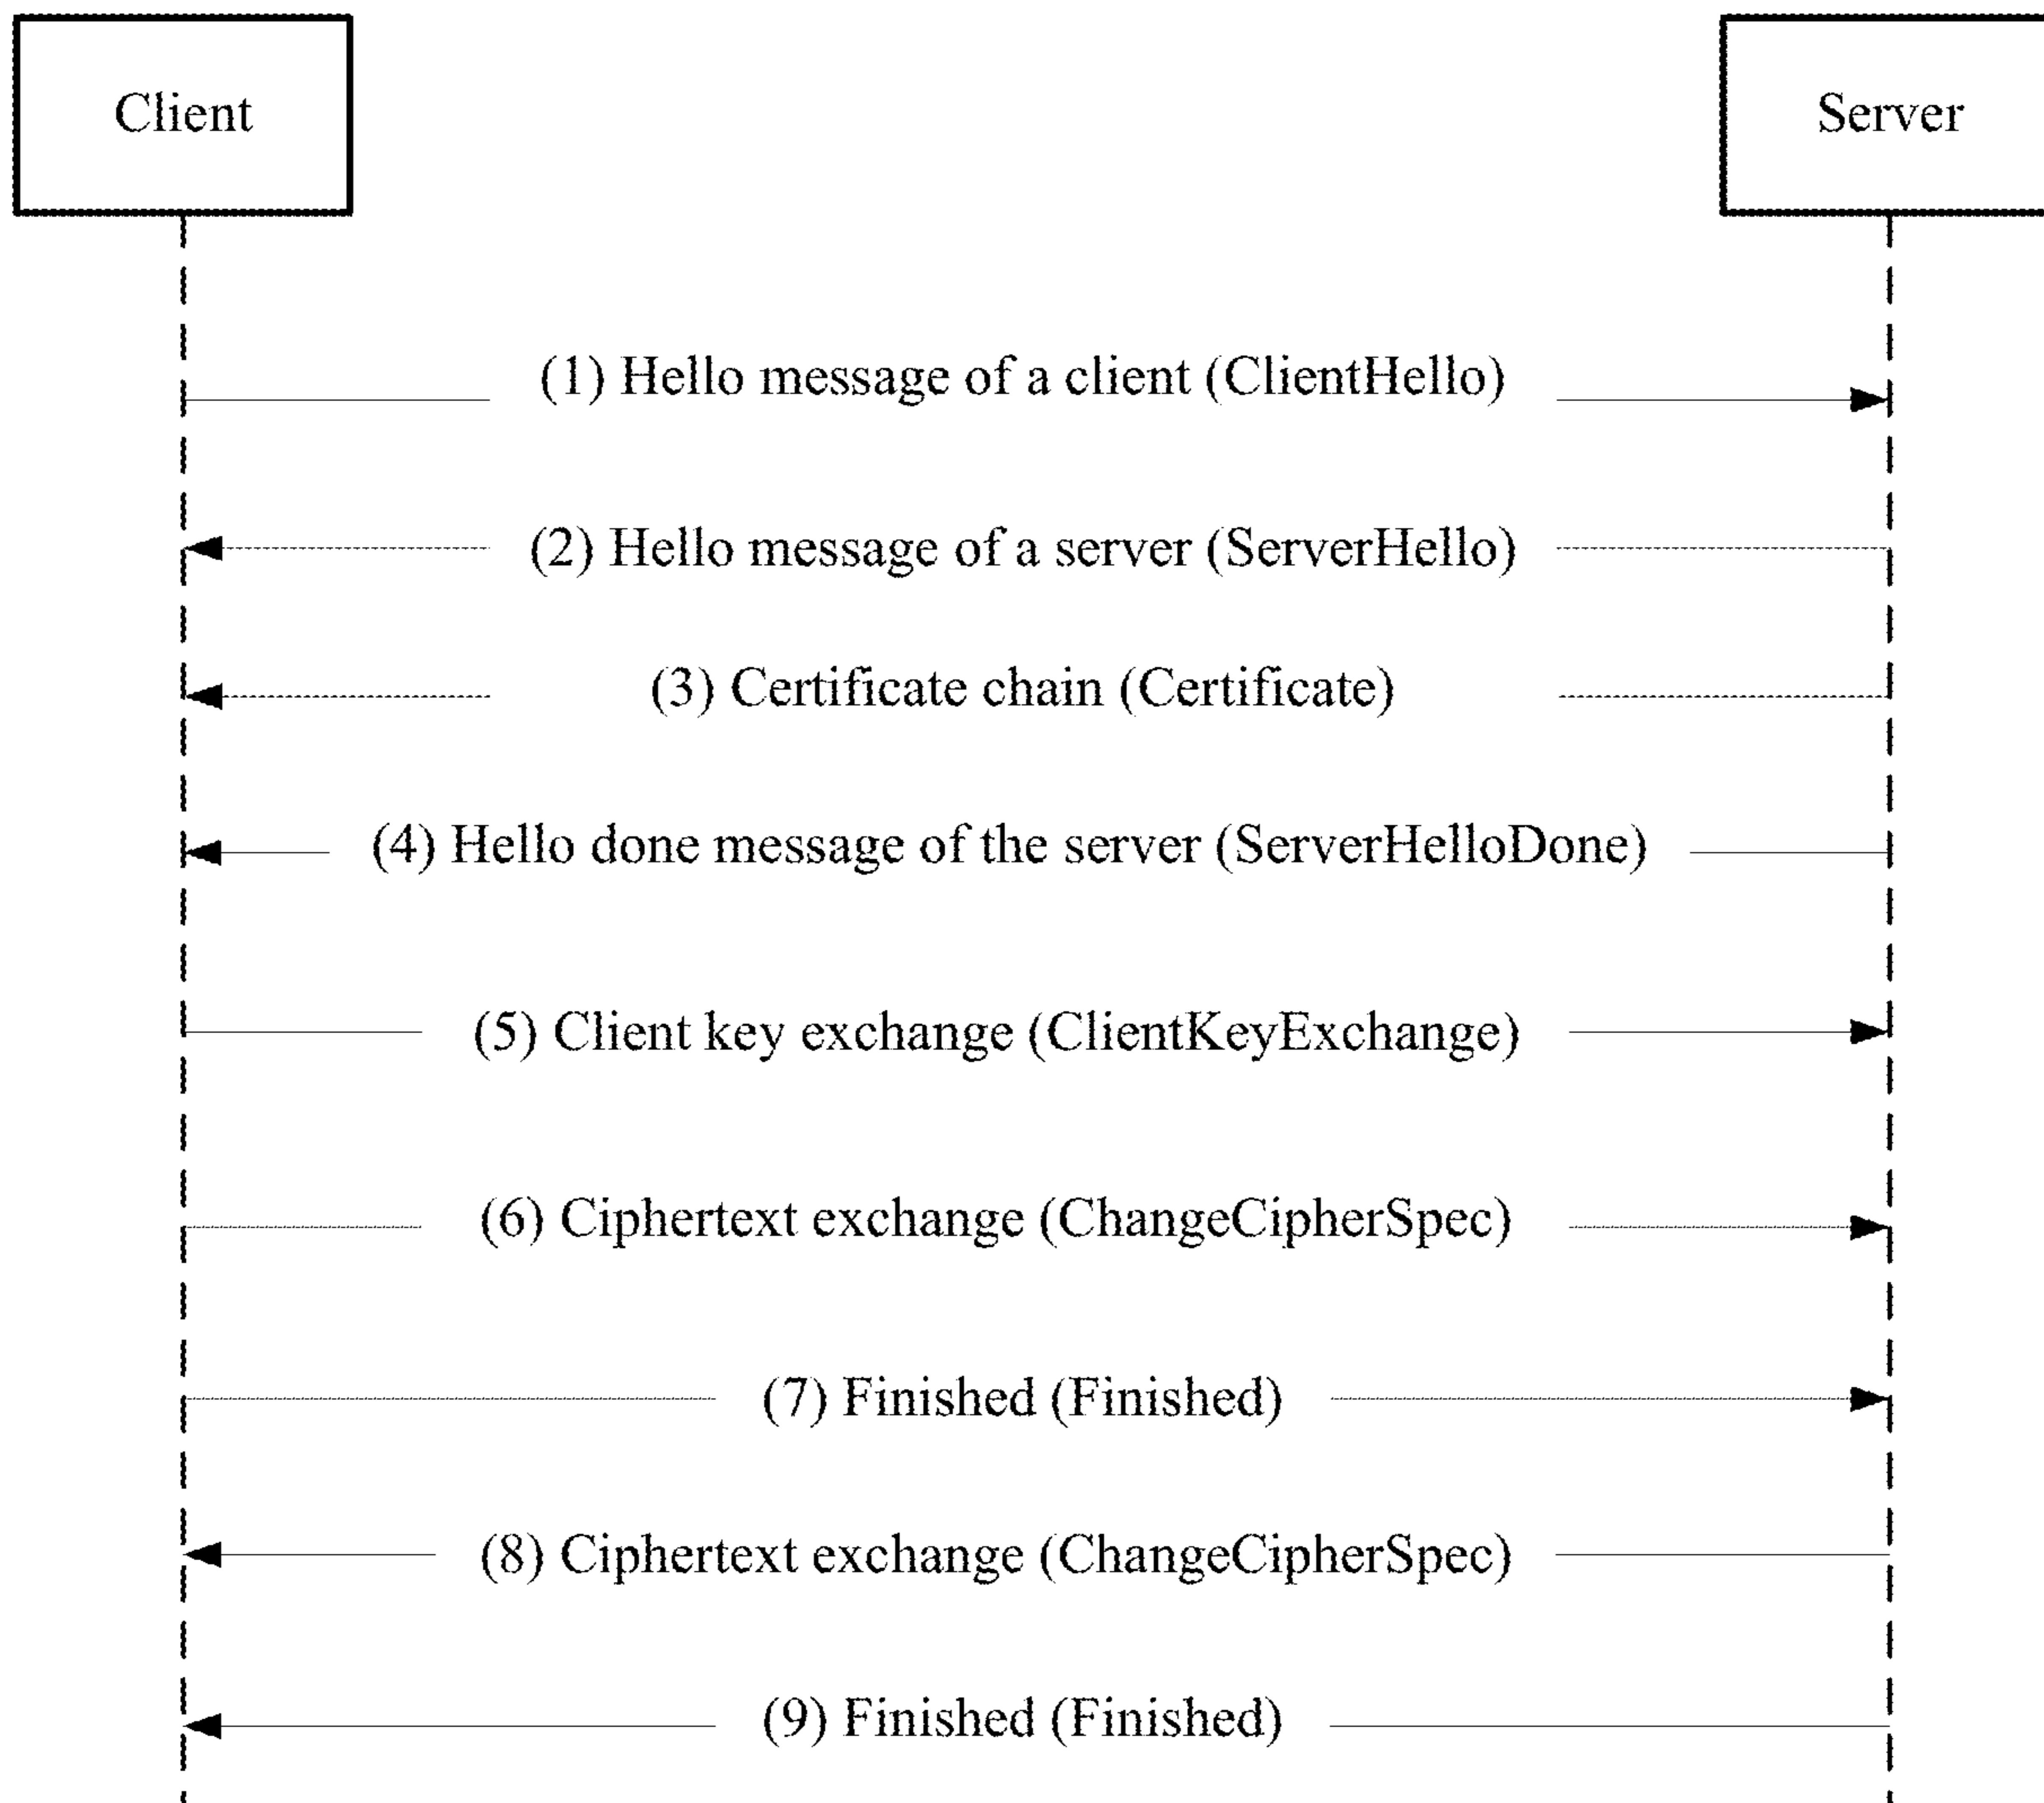 Client
Server
(1) Hello message of a client (ClientHello)
(2) Hello message of a server (ServerHello)
(3) Certificate chain (Certificate)
(4) Hello done message of the server (ServerHelloDone)
(5) Client key exchange (ClientKeyExchange)
(6) Ciphertext exchange (ChangeCipherSpec)
(7) Finished (Finished)
(8) Ciphertext exchange (ChangeCipherSpec)
(9) Finished (Finished)